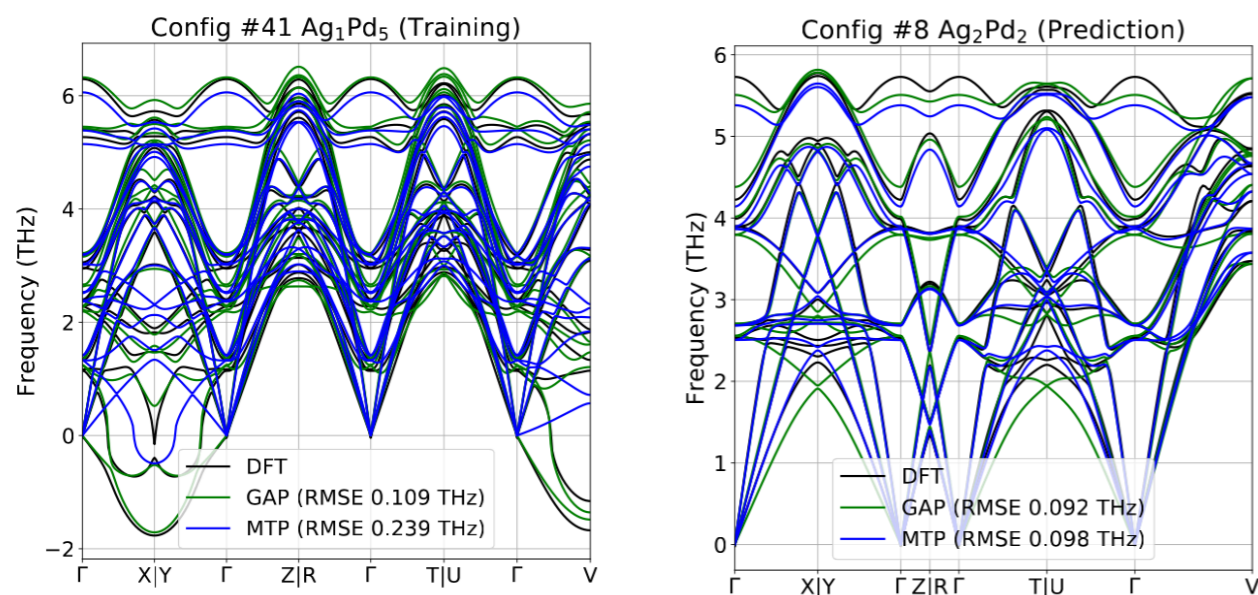 Config #41 Ag₁Pd₅ (Training)
Frequency (THz)
6
4
2
0
−2
DFT
GAP (RMSE 0.109 THz)
MTP (RMSE 0.239 THz)
Γ X|Y Γ Z|R Γ T|U Γ V
Config #8 Ag₂Pd₂ (Prediction)
Frequency (THz)
6
5
4
3
2
1
0
DFT
GAP (RMSE 0.092 THz)
MTP (RMSE 0.098 THz)
Γ X|Y Γ Z|R Γ T|U Γ V